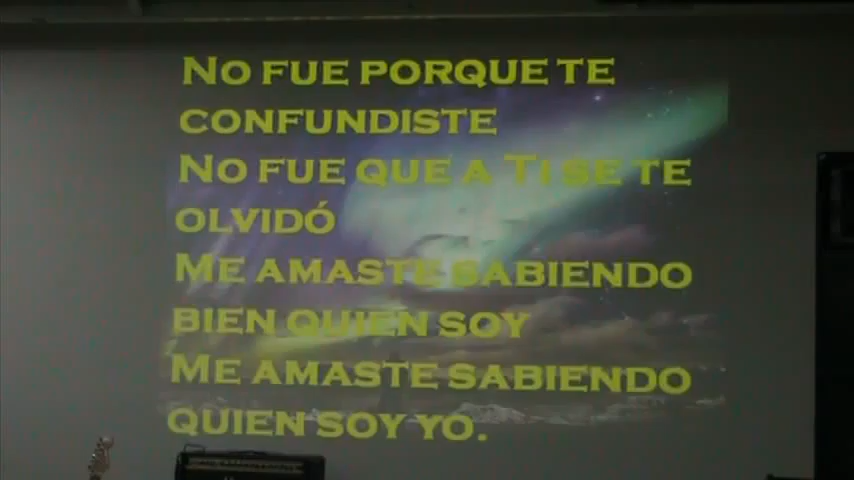 No fue porque te
confundiste
No fue que a Ti se te
olvidó
Me amaste sabiendo
bien quien soy
Me amaste sabiendo
quien soy yo.